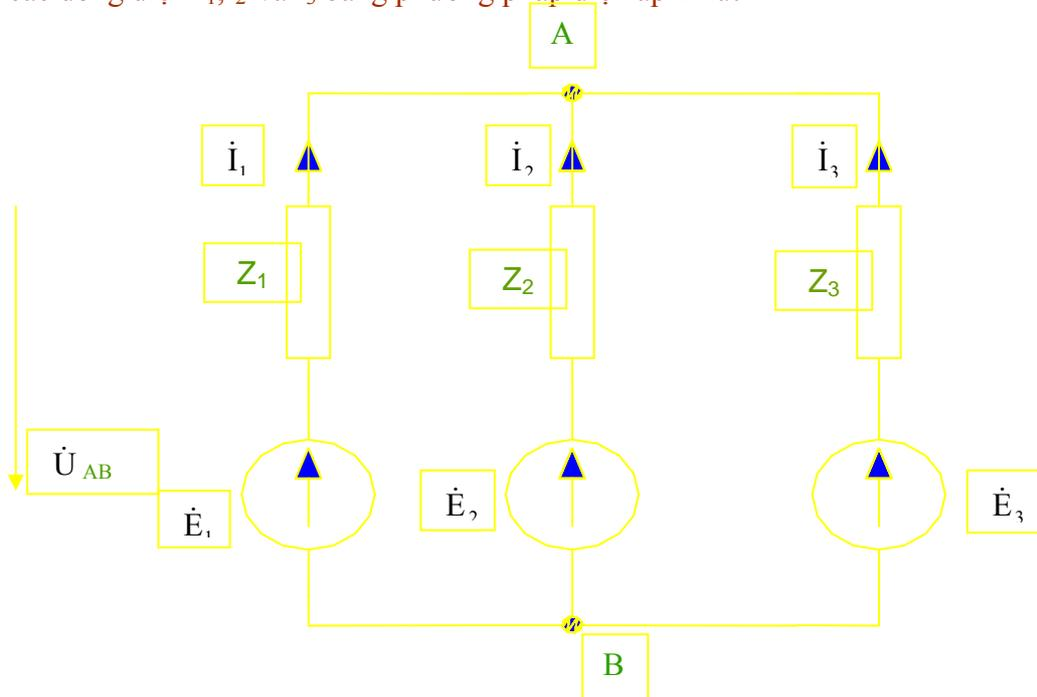 A
İ₁ İ₂ İ₃
Z₁ Z₂ Z₃
U̇ AB
Ė₁ Ė₂ Ė₃
B